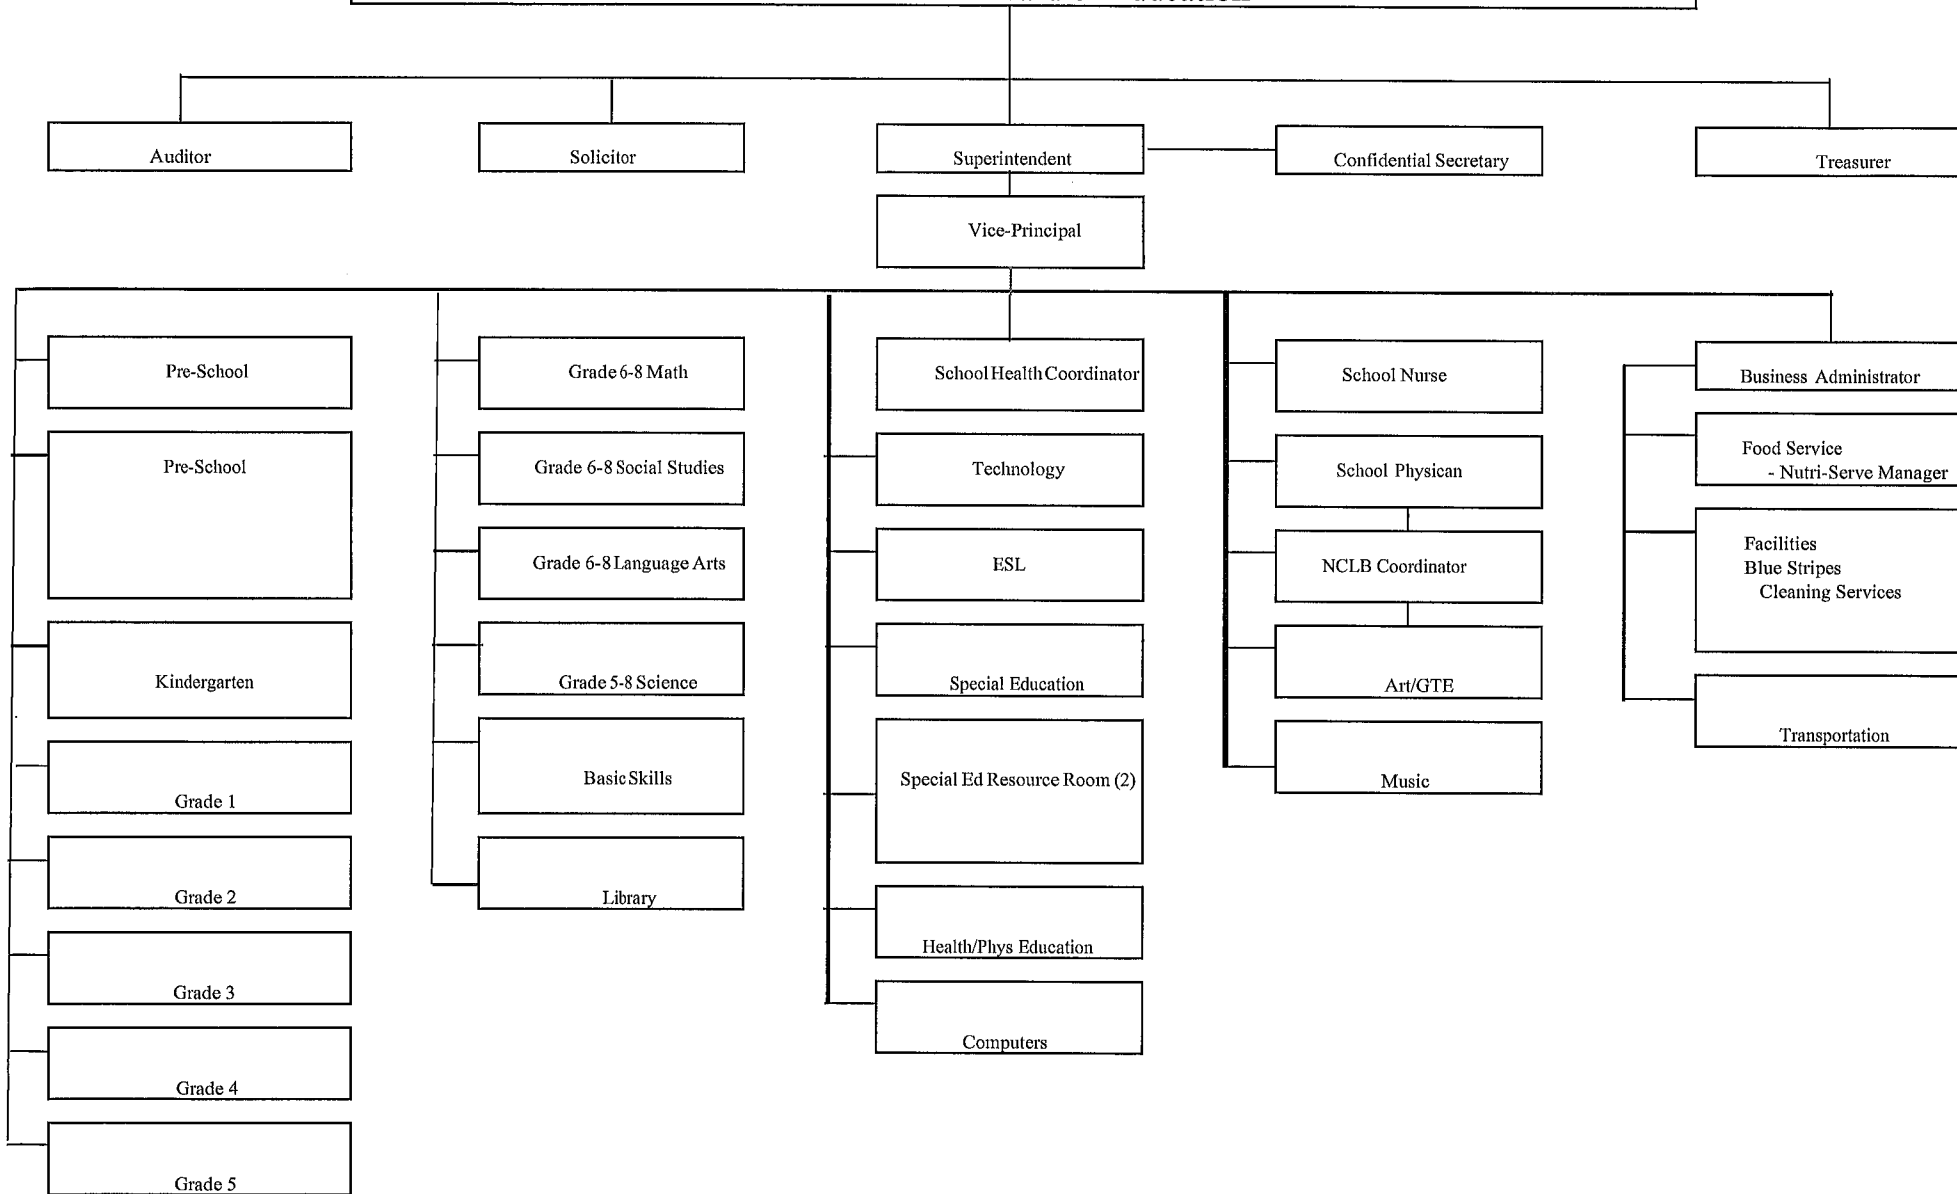 Auditor
Solicitor
Superintendent
Confidential Secretary
Treasurer
Vice-Principal
Pre-School
Pre-School
Kindergarten
Grade 1
Grade 2
Grade 3
Grade 4
Grade 5
Grade 6-8 Math
Grade 6-8 Social Studies
Grade 6-8 Language Arts
Grade 5-8 Science
Basic Skills
Library
School Health Coordinator
Technology
ESL
Special Education
Special Ed Resource Room (2)
Health/Phys Education
Computers
School Nurse
School Physican
NCLB Coordinator
Art/GTE
Music
Business Administrator
Food Service
- Nutri-Serve Manager
Facilities
Blue Stripes
Cleaning Services
Transportation